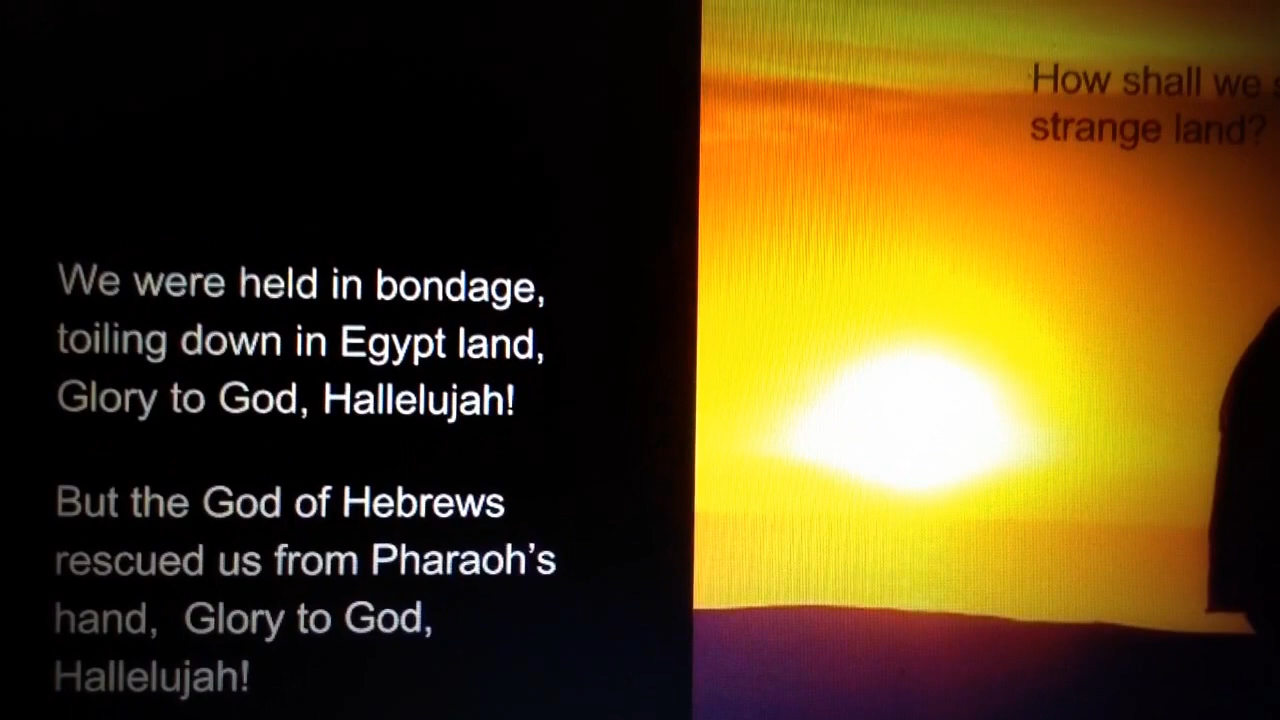 We were held in bondage,
toiling down in Egypt land,
Glory to God, Hallelujah!
But the God of Hebrews
rescued us from Pharaoh’s
hand, Glory to God,
Hallelujah!
How shall we
strange land?